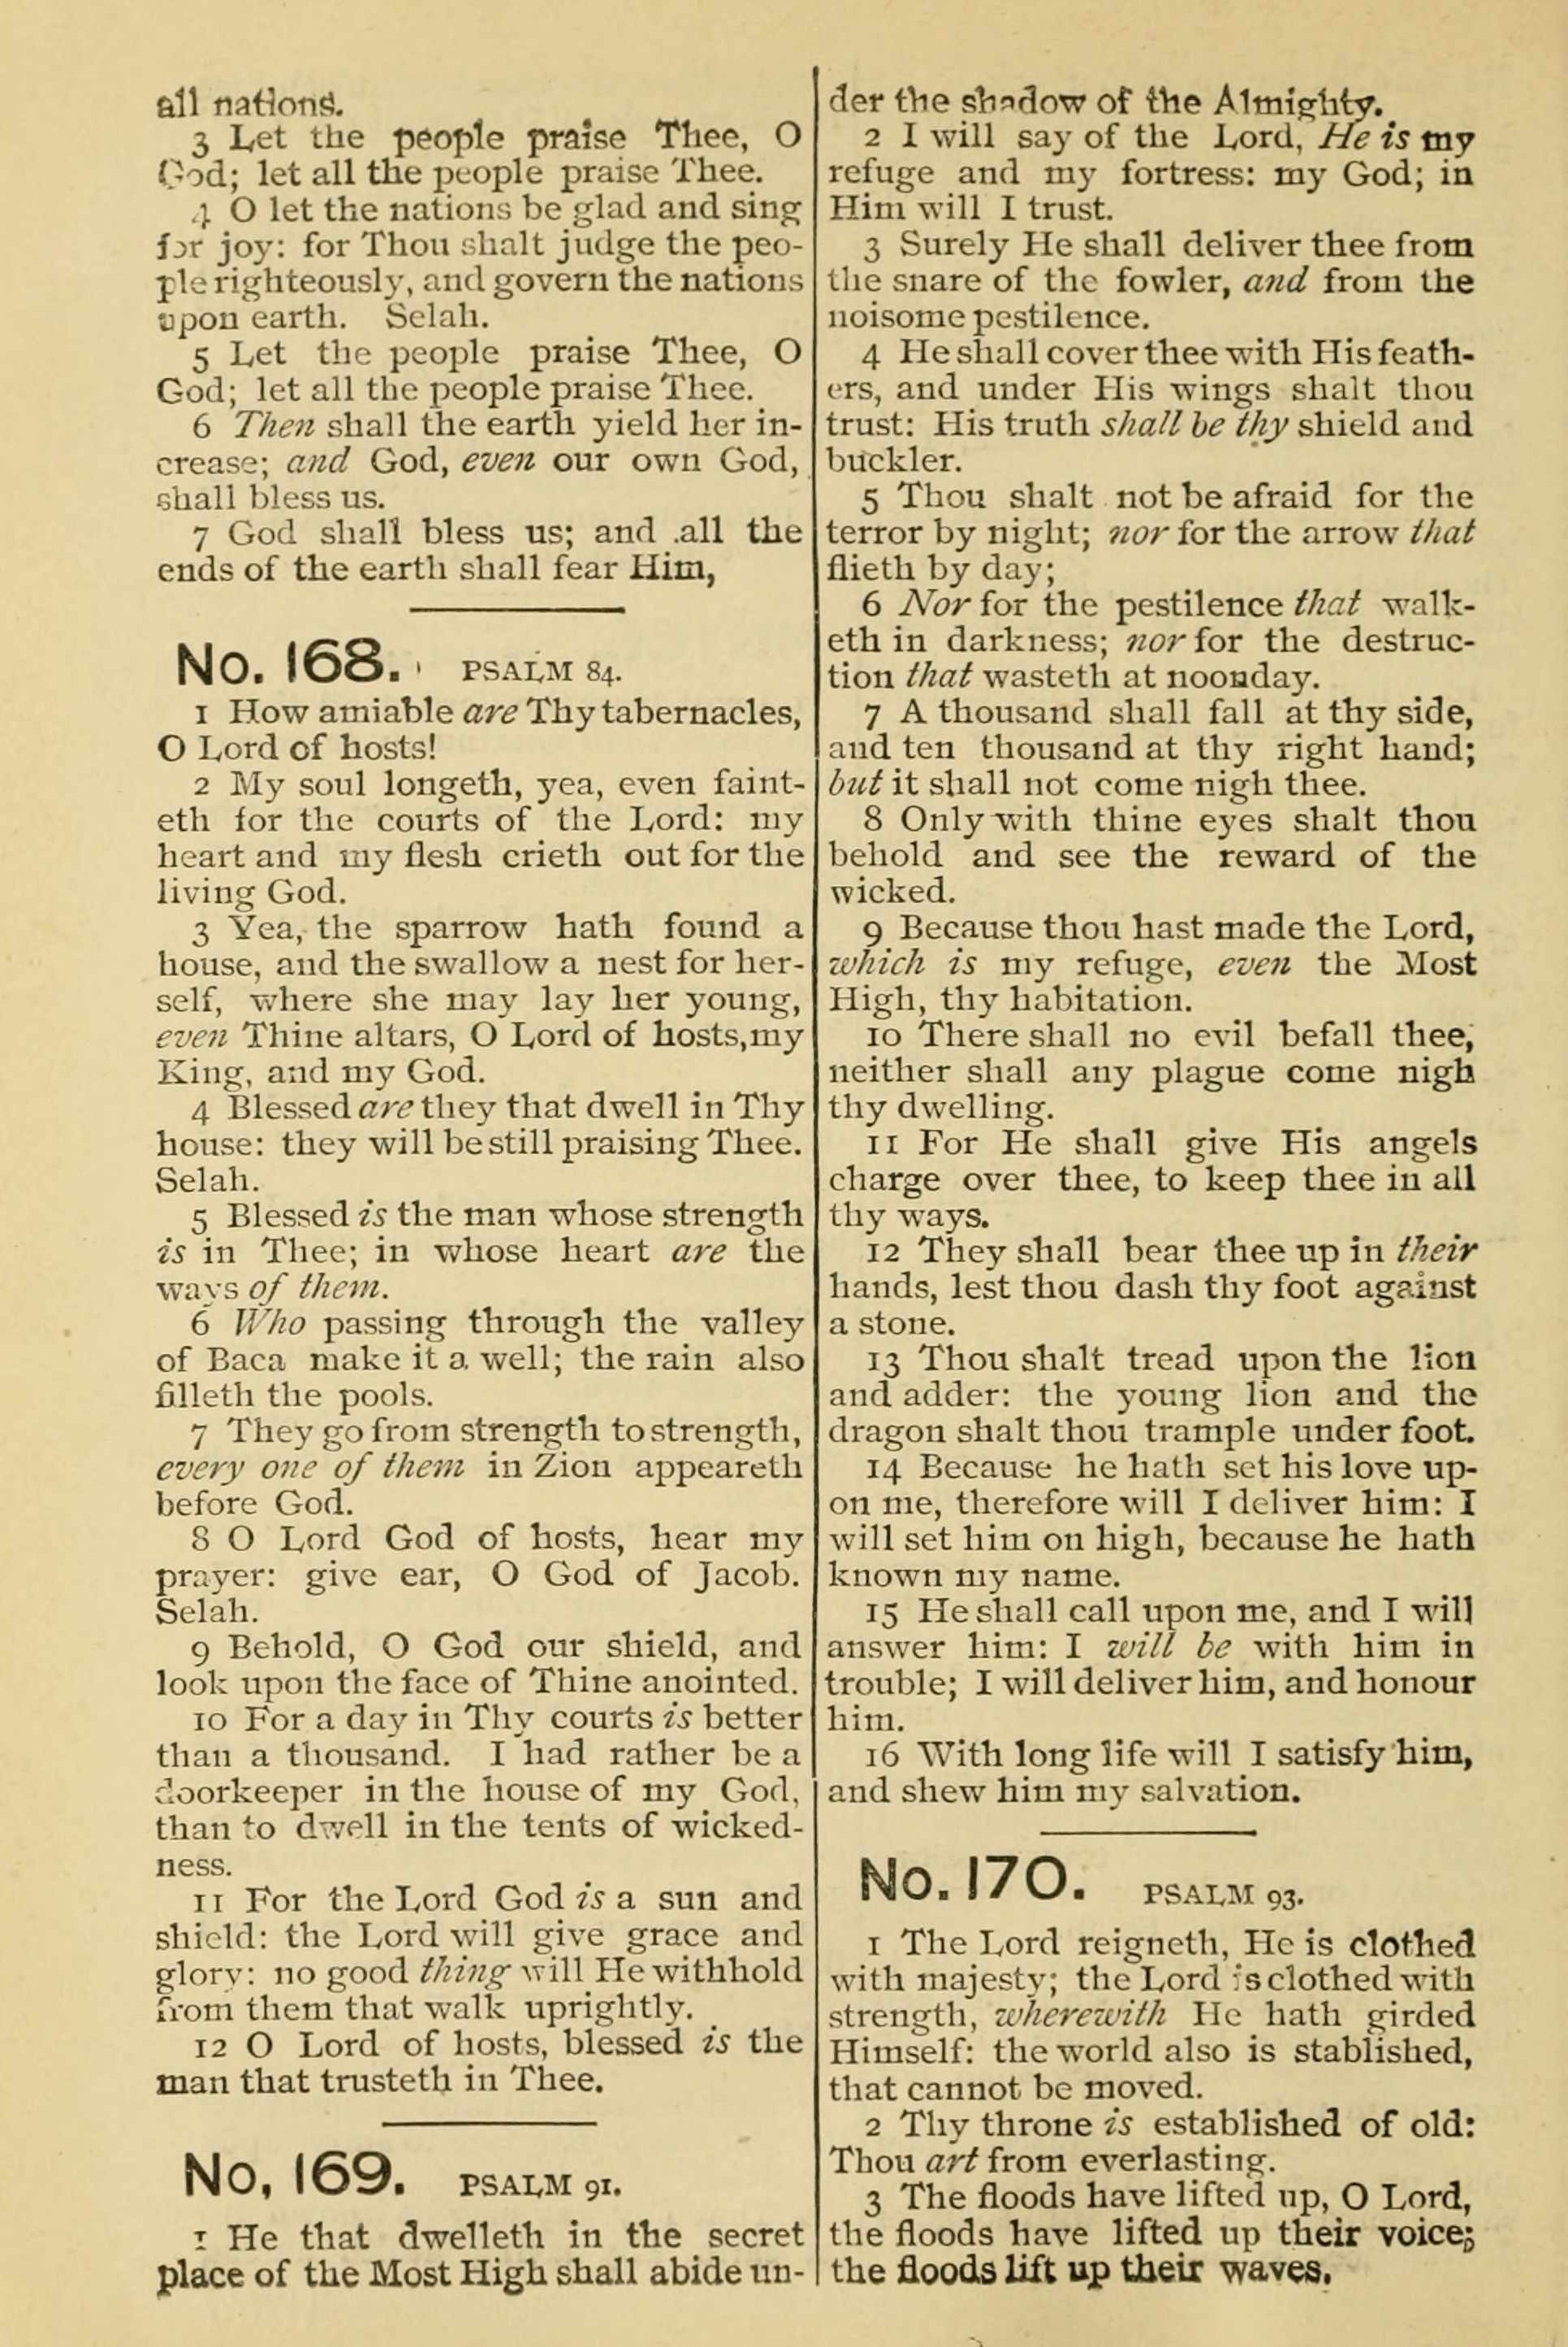 all nations.
3 Let the people praise Thee, O
God; let all the people praise Thee.
4 O let the nations be glad and sing
for joy: for Thou shalt judge the peo-
ple righteously, and govern the nations
upon earth. Selah.
5 Let the people praise Thee, O
God; let all the people praise Thee.
6 Then shall the earth yield her in-
crease; and God, even our own God,
shall bless us.
7 God shall bless us; and all the
ends of the earth shall fear Him,
No. 168. PSALM 84.
1 How amiable are Thy tabernacles,
O Lord of hosts!
2 My soul longeth, yea, even faint-
eth for the courts of the Lord: my
heart and my flesh crieth out for the
living God.
3 Yea, the sparrow hath found a
house, and the swallow a nest for her-
self, where she may lay her young,
even Thine altars, O Lord of hosts, my
King, and my God.
4 Blessed are they that dwell in Thy
house: they will be still praising Thee.
Selah.
5 Blessed is the man whose strength
is in Thee; in whose heart are the
ways of them.
6 Who passing through the valley
of Baca make it a well; the rain also
filleth the pools.
7 They go from strength to strength,
every one of them in Zion appeareth
before God.
8 O Lord God of hosts, hear my
prayer: give ear, O God of Jacob.
Selah.
9 Behold, O God our shield, and
look upon the face of Thine anointed.
10 For a day in Thy courts is better
than a thousand. I had rather be a
doorkeeper in the house of my God,
than to dwell in the tents of wicked-
ness.
11 For the Lord God is a sun and
shield: the Lord will give grace and
glory: no good thing will He withhold
from them that walk uprightly.
12 O Lord of hosts, blessed is the
man that trusteth in Thee.
No, 169. PSALM 91.
1 He that dwelleth in the secret
place of the Most High shall abide un-
der the shadow of the Almighty.
2 I will say of the Lord, He is my
refuge and my fortress: my God; in
Him will I trust.
3 Surely He shall deliver thee from
the snare of the fowler, and from the
noisome pestilence.
4 He shall cover thee with His feath-
ers, and under His wings shalt thou
trust: His truth shall be thy shield and
buckler.
5 Thou shalt not be afraid for the
terror by night; nor for the arrow that
flieth by day;
6 Nor for the pestilence that walk-
eth in darkness; nor for the destruc-
tion that wasteth at noonday.
7 A thousand shall fall at thy side,
and ten thousand at thy right hand;
but it shall not come nigh thee.
8 Only with thine eyes shalt thou
behold and see the reward of the
wicked.
9 Because thou hast made the Lord,
which is my refuge, even the Most
High, thy habitation.
10 There shall no evil befall thee,
neither shall any plague come nigh
thy dwelling.
11 For He shall give His angels
charge over thee, to keep thee in all
thy ways.
12 They shall bear thee up in their
hands, lest thou dash thy foot against
a stone.
13 Thou shalt tread upon the lion
and adder: the young lion and the
dragon shalt thou trample under foot.
14 Because he hath set his love up-
on me, therefore will I deliver him: I
will set him on high, because he hath
known my name.
15 He shall call upon me, and I will
answer him: I will be with him in
trouble; I will deliver him, and honour
him.
16 With long life will I satisfy him,
and shew him my salvation.
No. 170. PSALM 93.
1 The Lord reigneth, He is clothed
with majesty; the Lord is clothed with
strength, wherewith He hath girded
Himself: the world also is stablished,
that cannot be moved.
2 Thy throne is established of old:
Thou art from everlasting.
3 The floods have lifted up, O Lord,
the floods have lifted up their voice;
the floods lift up their waves.